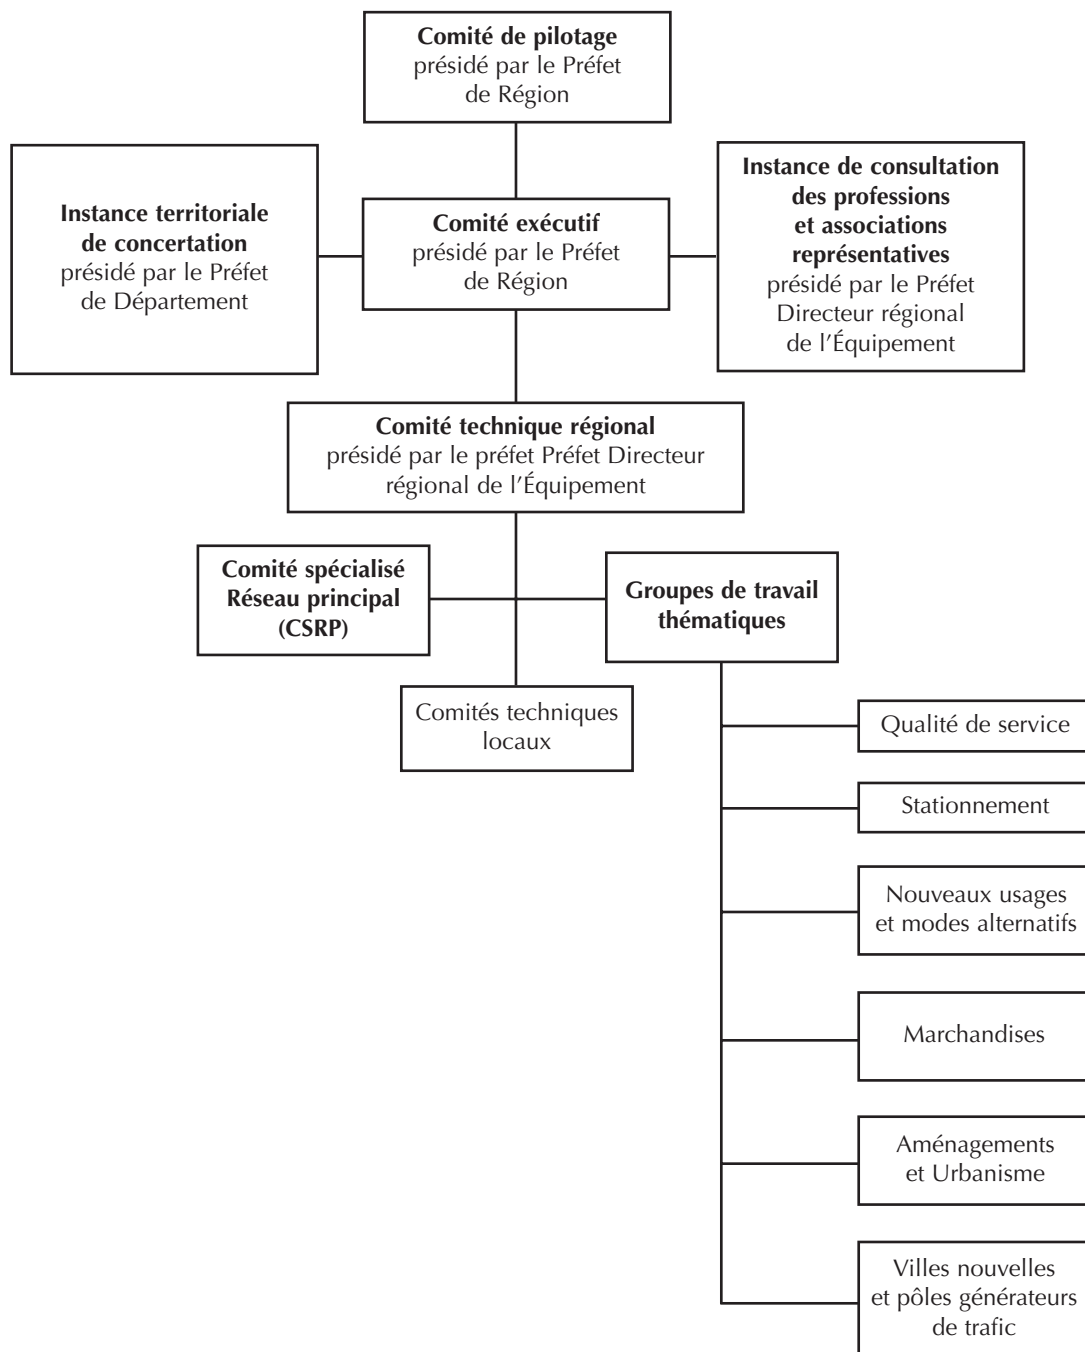 Comité de pilotage
présidé par le Préfet
de Région
Instance territoriale
de concertation
présidé par le Préfet
de Département
Comité exécutif
présidé par le Préfet
de Région
Instance de consultation
des professions
et associations
représentatives
présidé par le Préfet
Directeur régional
de l’Équipement
Comité technique régional
présidé par le préfet Préfet Directeur
régional de l’Équipement
Comité spécialisé
Réseau principal
(CSRP)
Groupes de travail
thématiques
Comités techniques
locaux
Qualité de service
Stationnement
Nouveaux usages
et modes alternatifs
Marchandises
Aménagements
et Urbanisme
Villes nouvelles
et pôles générateurs
de trafic